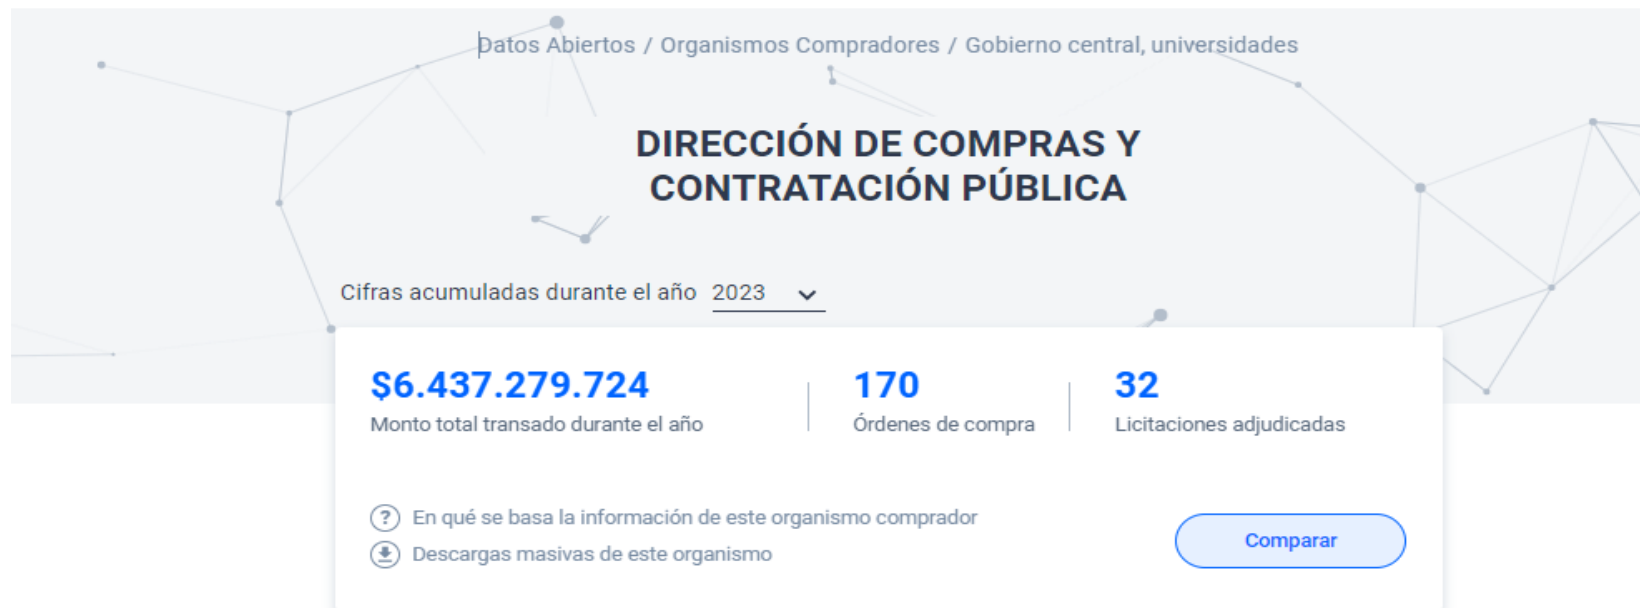 Datos Abiertos / Organismos Compradores / Gobierno central, universidades
DIRECCIÓN DE COMPRAS Y
CONTRATACIÓN PÚBLICA
Cifras acumuladas durante el año 2023
$6.437.279.724
Monto total transado durante el año
170
Órdenes de compra
32
Licitaciones adjudicadas
? En qué se basa la información de este organismo comprador
Descargas masivas de este organismo
Comparar